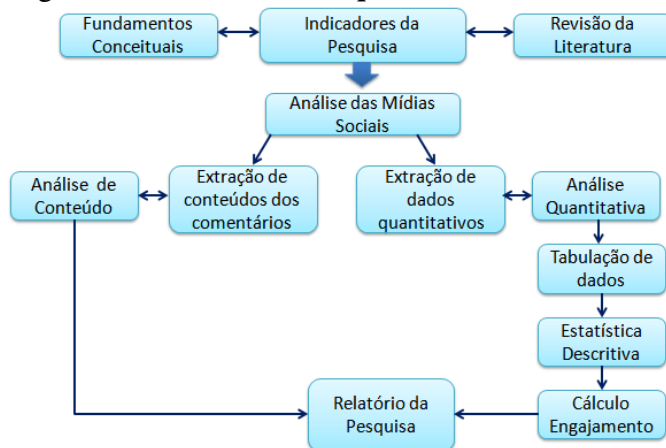 Fundamentos
Conceituais
Indicadores da
Pesquisa
Revisão da
Literatura
Análise das Mídias
Sociais
Análise de
Conteúdo
Extração de
conteúdos dos
comentários
Extração de
dados
quantitativos
Análise
Quantitativa
Tabulação de
dados
Estatística
Descritiva
Relatório da
Pesquisa
Cálculo
Engajamento